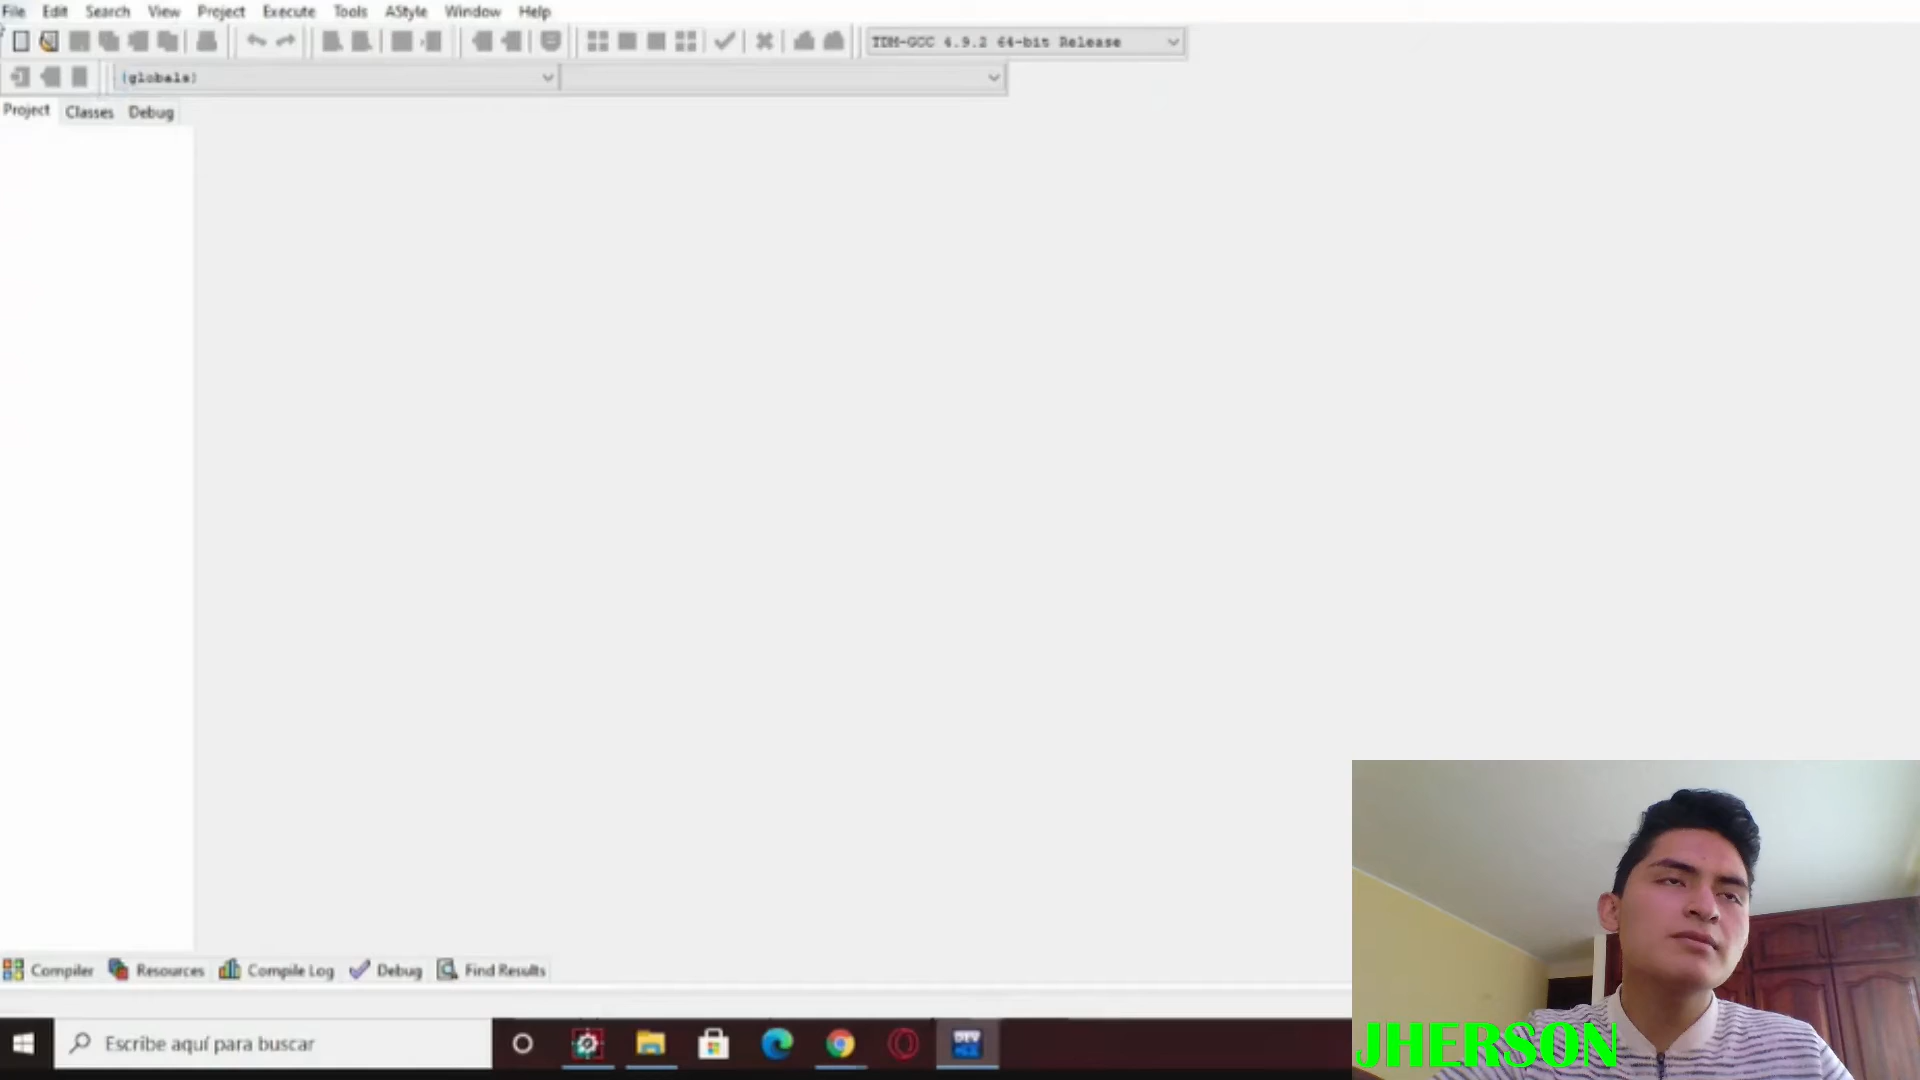 File Edit Search View Project Execute Tools AStyle Window Help
TDM-GCC 4.9.2 64-bit Release
(globals)
Project Classes Debug
Compiler Resources Compile Log Debug Find Results
Escribe aquí para buscar
DEV
JHERSON